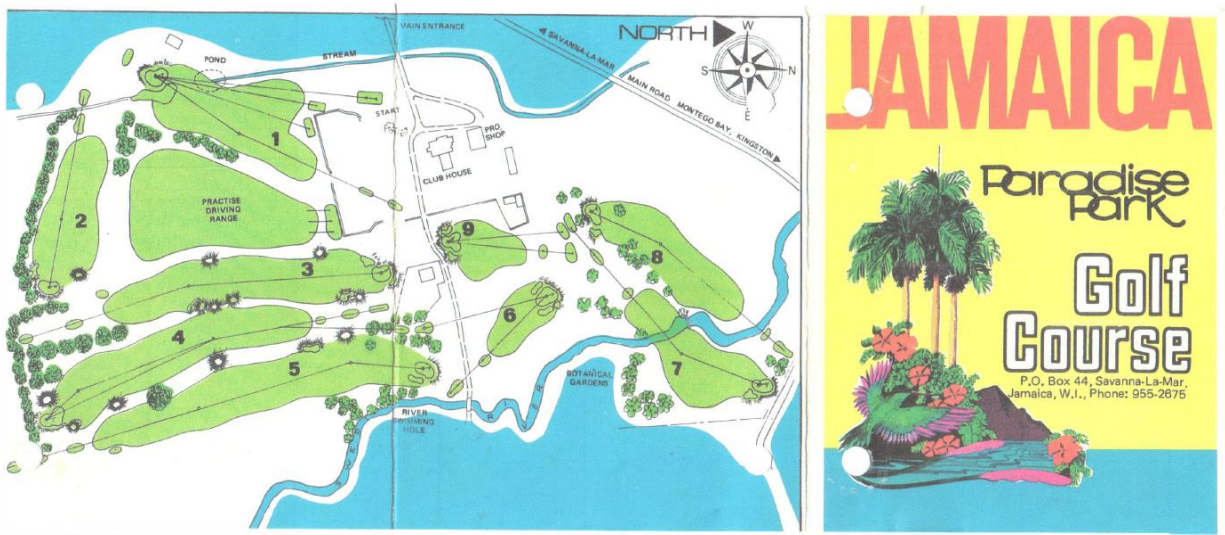 MAIN ENTRANCE
NORTH
W
S
N
E
SAVANNA-LA-MAR
MAIN ROAD MONTEGO BAY, KINGSTON
STREAM
POND
START
PRO
SHOP
CLUB HOUSE
1
PRACTISE
DRIVING
RANGE
2
3
4
5
6
7
8
9
BOTANICAL
GARDENS
RIVER
SWIMMING
HOLE
JAMAICA
Paradise
Park
Golf
Course
P.O. Box 44, Savanna-La-Mar,
Jamaica, W.I., Phone: 955-2675